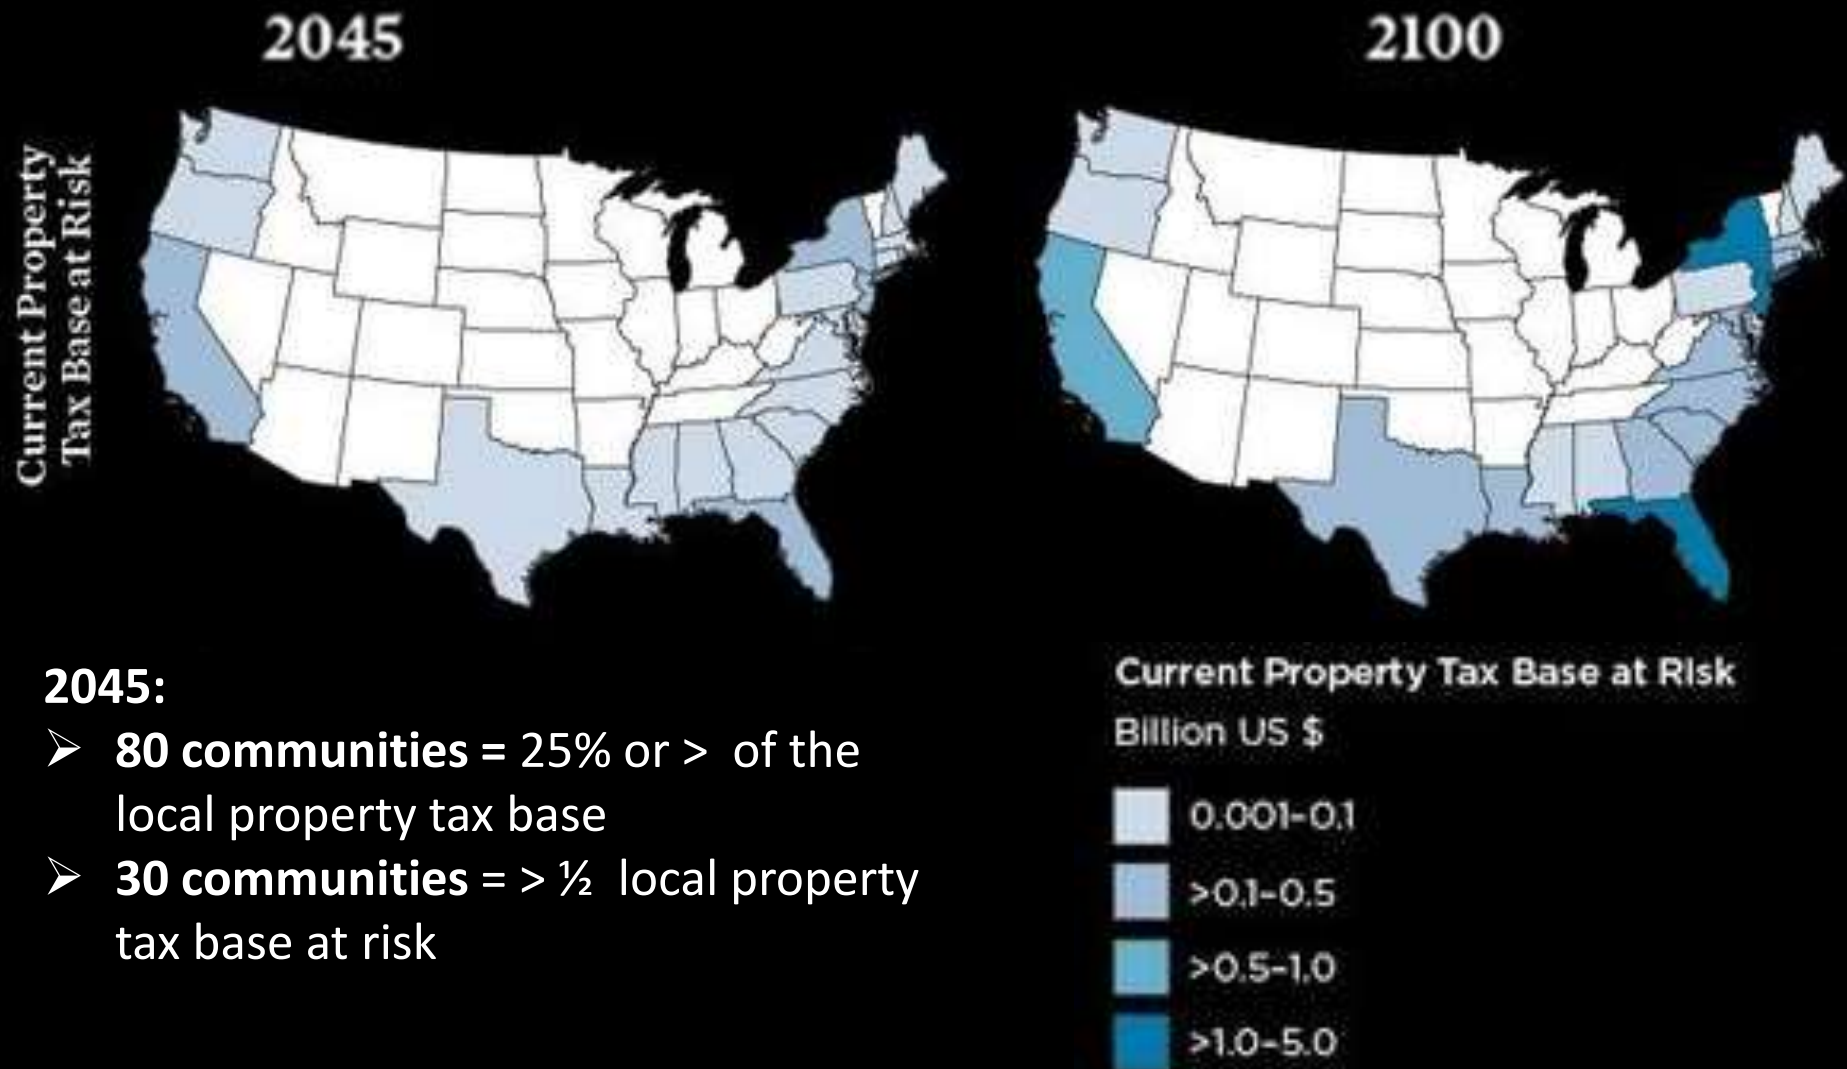 2045
2100
Current Property
Tax Base at Risk
2045:
➢ 80 communities = 25% or > of the
local property tax base
➢ 30 communities = > ½ local property
tax base at risk
Current Property Tax Base at Risk
Billion US $
0.001–0.1
>0.1–0.5
>0.5–1.0
>1.0–5.0